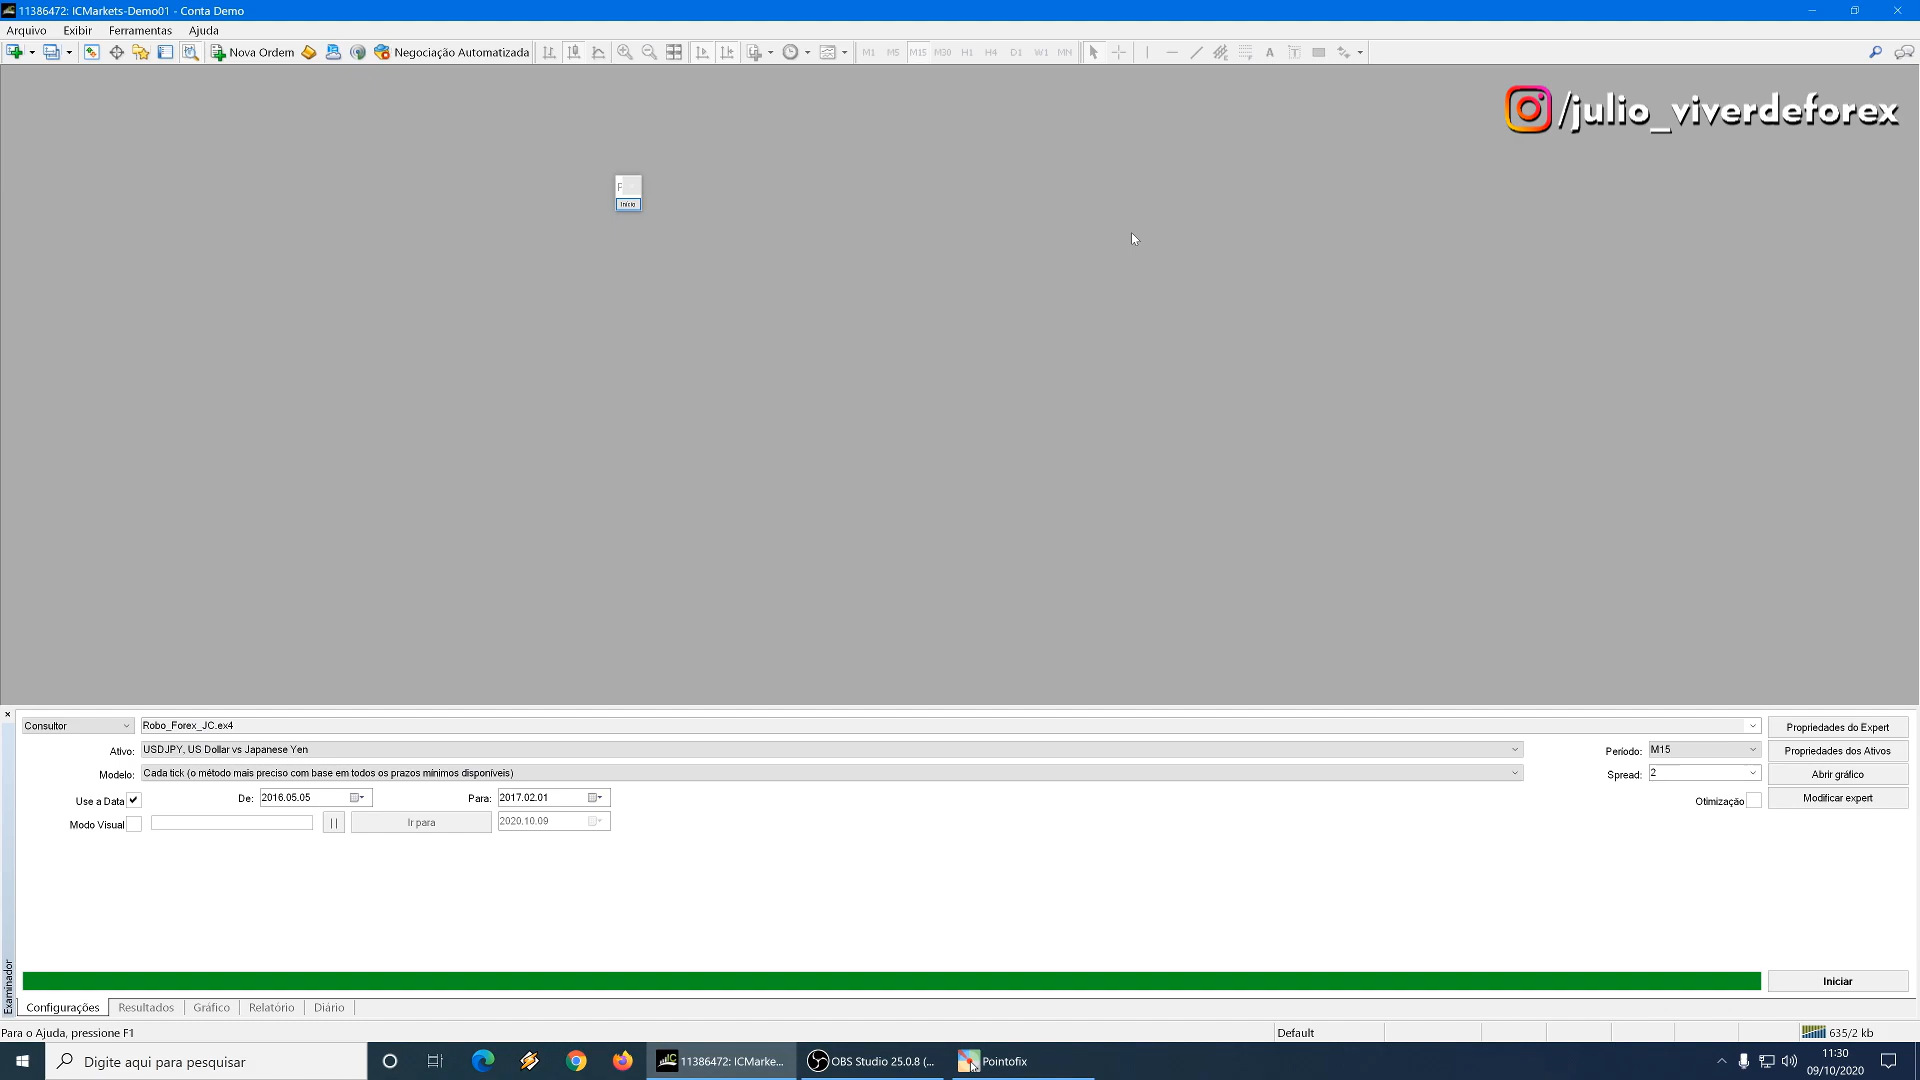 11386472: ICMarkets-Demo01 - Conta Demo
Arquivo Exibir Ferramentas Ajuda
Nova Ordem Negociação Automatizada M1 M5 M15 M30 H1 H4 D1 W1 MN A T
/julio_viverdeforex
P
Início
Consultor Robo_Forex_JC.ex4 Propriedades do Expert
Ativo: USDJPY, US Dollar vs Japanese Yen Período: M15 Propriedades dos Ativos
Modelo: Cada tick (o método mais preciso com base em todos os prazos mínimos disponíveis) Spread: 2 Abrir gráfico
Use a Data De: 2016.05.05 Para: 2017.02.01 Otimização Modificar expert
Modo Visual Ir para 2020.10.09
Examinador
Iniciar
Configurações Resultados Gráfico Relatório Diário
Para o Ajuda, pressione F1 Default 635/2 kb
Digite aqui para pesquisar 11386472: ICMarke... OBS Studio 25.0.8 (... Pointofix 11:30
09/10/2020